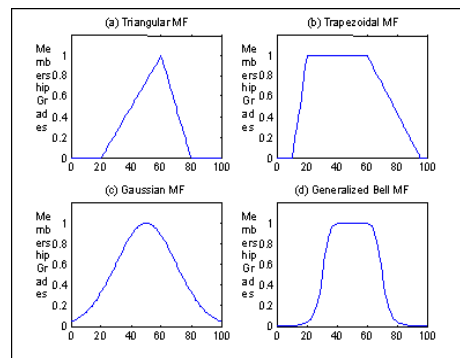 (a) Triangular MF
Me
mb
ers
hip
Gr
ad
es
1
0.8
0.6
0.4
0.2
0
0 20 40 60 80 100
(b) Trapezoidal MF
Me
mb
ers
hip
Gr
ad
es
1
0.8
0.6
0.4
0.2
0
0 20 40 60 80 100
(c) Gaussian MF
Me
mb
ers
hip
Gr
ad
es
1
0.8
0.6
0.4
0.2
0
0 20 40 60 80 100
(d) Generalized Bell MF
Me
mb
ers
hip
Gr
ad
es
1
0.8
0.6
0.4
0.2
0
0 20 40 60 80 100